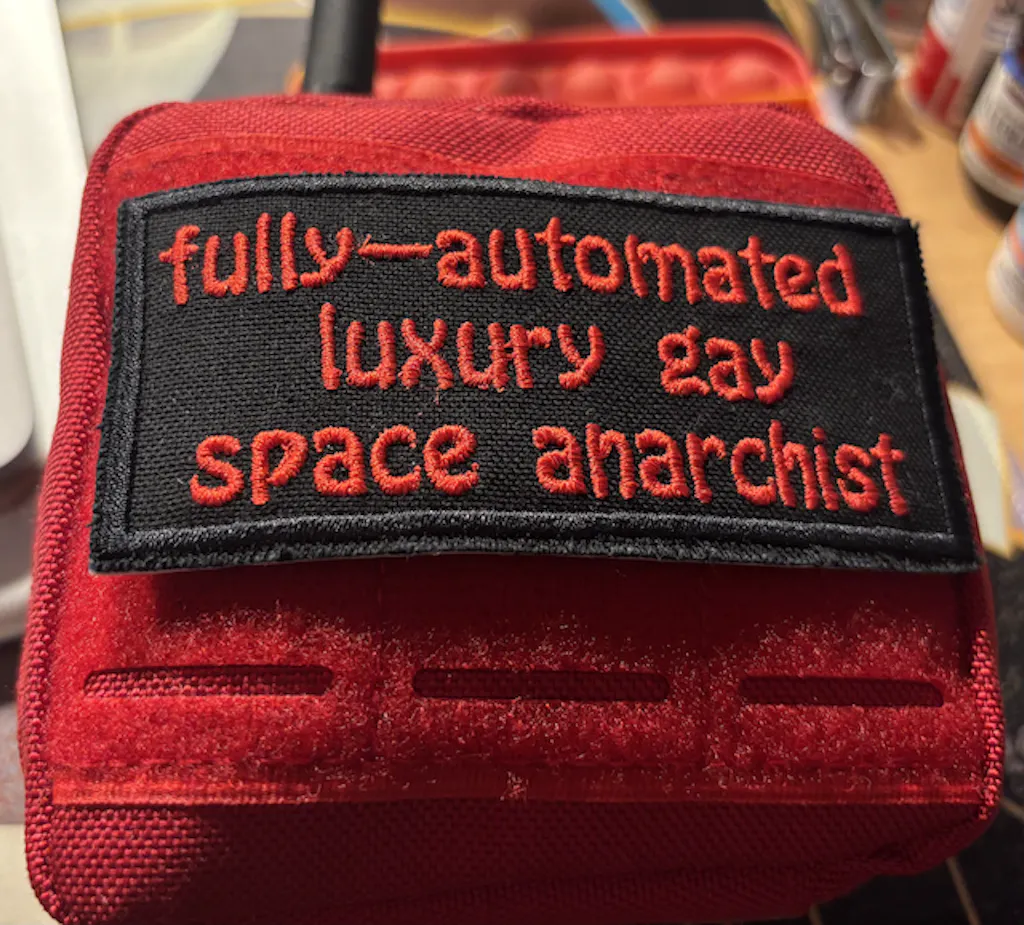 fully—automated
luxury gay
space anarchist